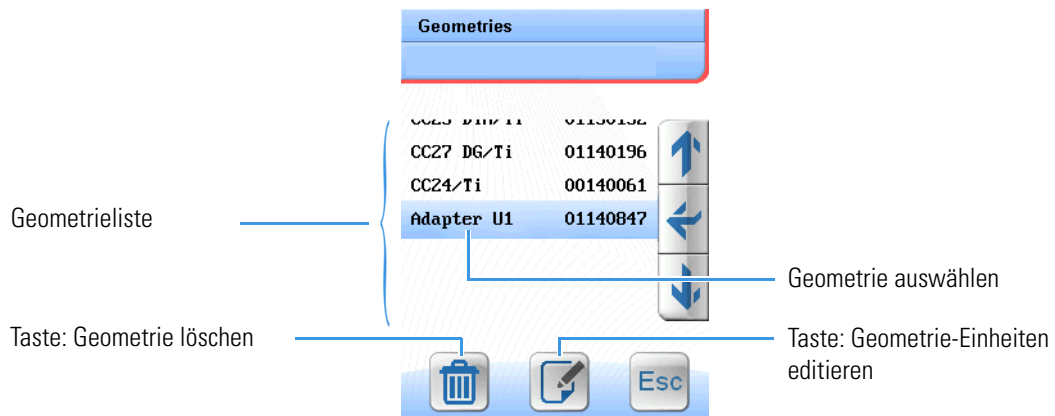 Geometries
CC27 DG/Ti 01140196
CC24/Ti 00140061
Adapter U1 01140847
Geometrieliste
Geometrie auswählen
Taste: Geometrie löschen
Taste: Geometrie-Einheiten
editieren
Esc